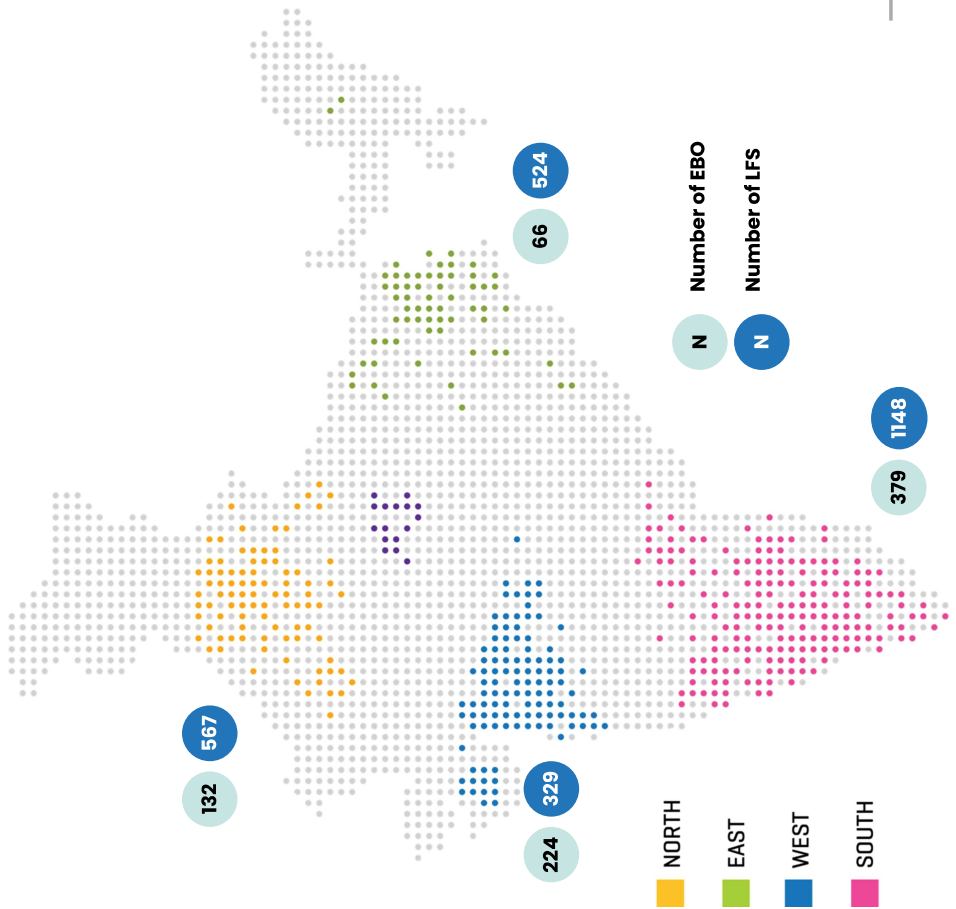 132 567
66 524
224 329
N Number of EBO
N Number of LFS
379 1148
NORTH
EAST
WEST
SOUTH